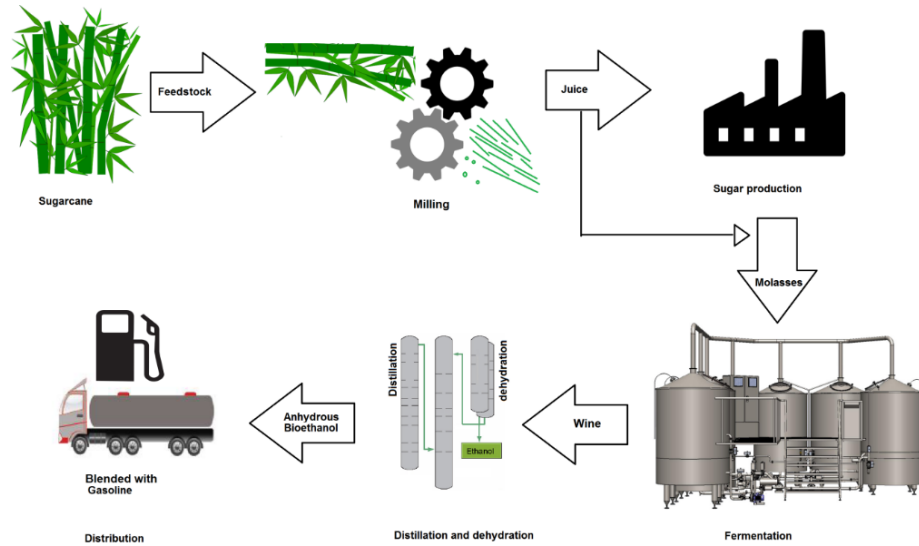 Sugarcane
Feedstock
Milling
Juice
Sugar production
Molasses
Fermentation
Wine
Distillation
dehydration
Ethanol
Distillation and dehydration
Anhydrous
Bioethanol
Blended with
Gasoline
Distribution